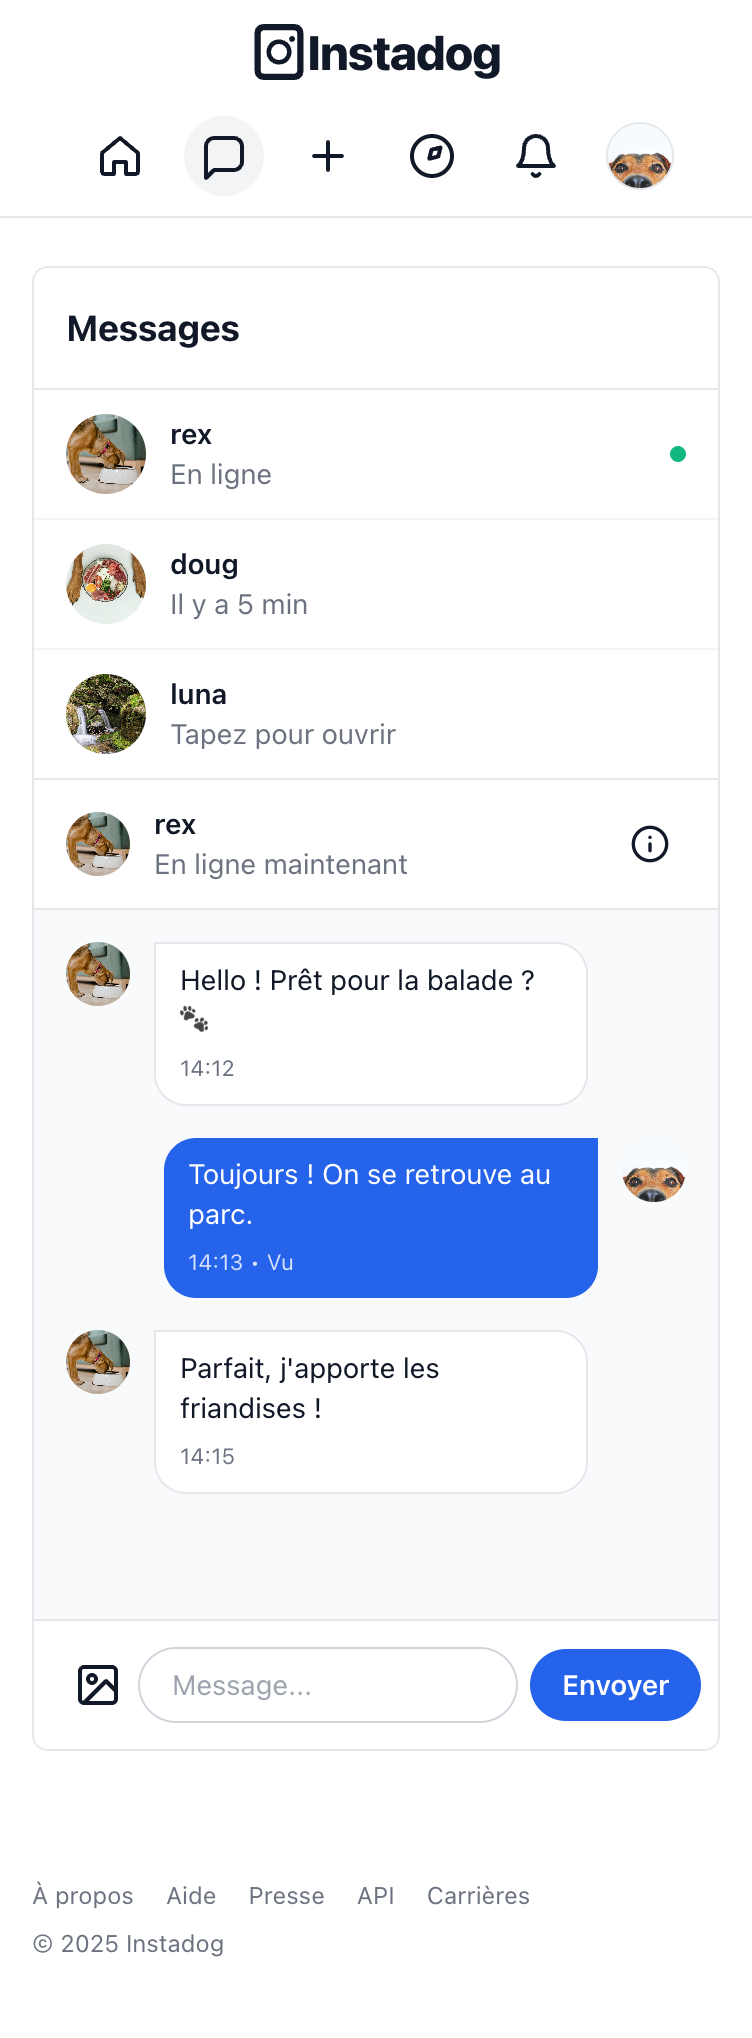 Instadog
Messages
rex
En ligne
doug
Il y a 5 min
luna
Tapez pour ouvrir
rex
En ligne maintenant
Hello ! Prêt pour la balade ?
🐾
14:12
Toujours ! On se retrouve au
parc.
14:13 • Vu
Parfait, j'apporte les
friandises !
14:15
Message...
Envoyer
À propos Aide Presse API Carrières
© 2025 Instadog